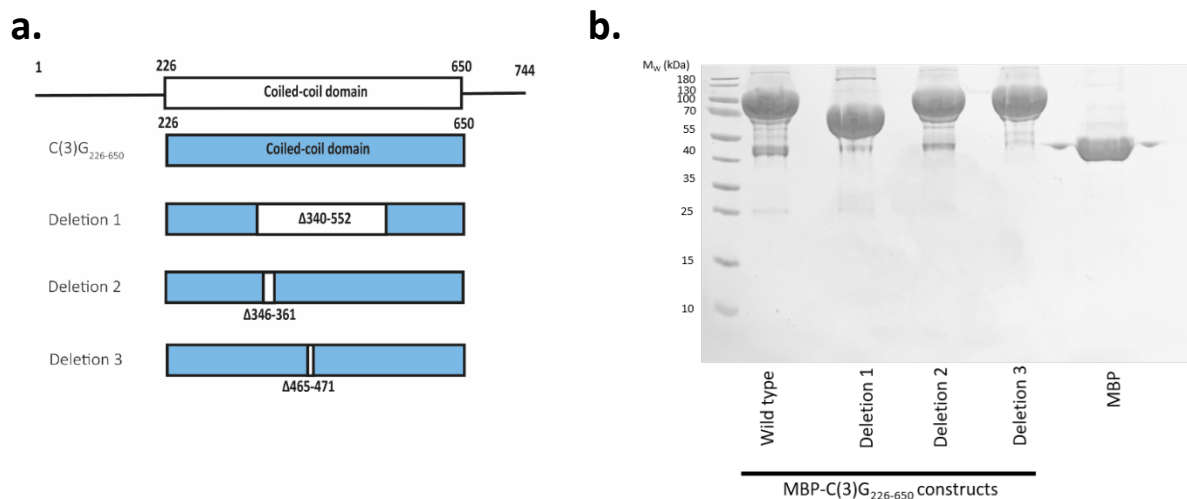 a.
1
226
650
744
Coiled-coil domain
226
650
C(3)G226-650
Coiled-coil domain
Deletion 1
Δ340-552
Deletion 2
Δ346-361
Deletion 3
Δ465-471
b.
MW (kDa)
180
130
100
70
55
40
35
25
15
10
Wild type
Deletion 1
Deletion 2
Deletion 3
MBP
MBP-C(3)G226-650 constructs